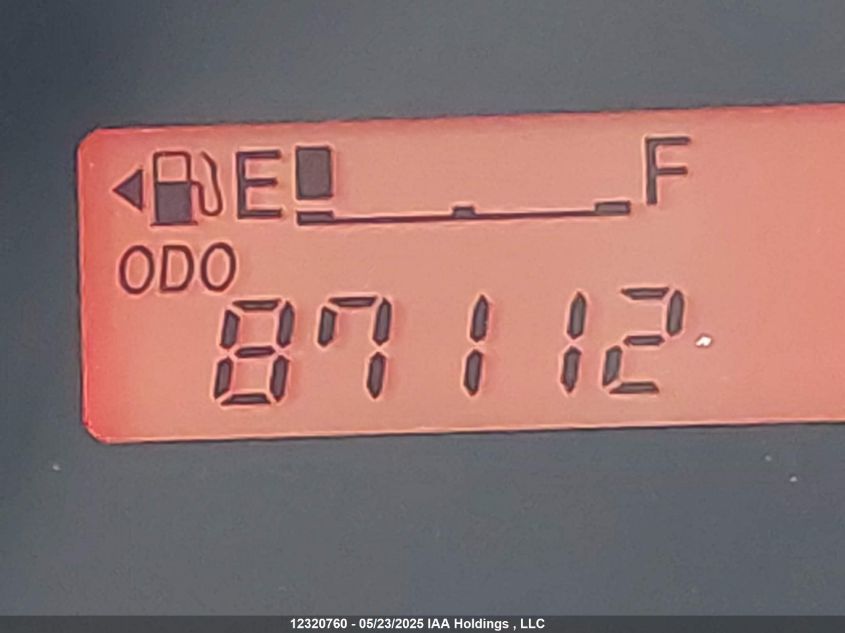 E F
ODO
87112
12320760 - 05/23/2025 IAA Holdings , LLC